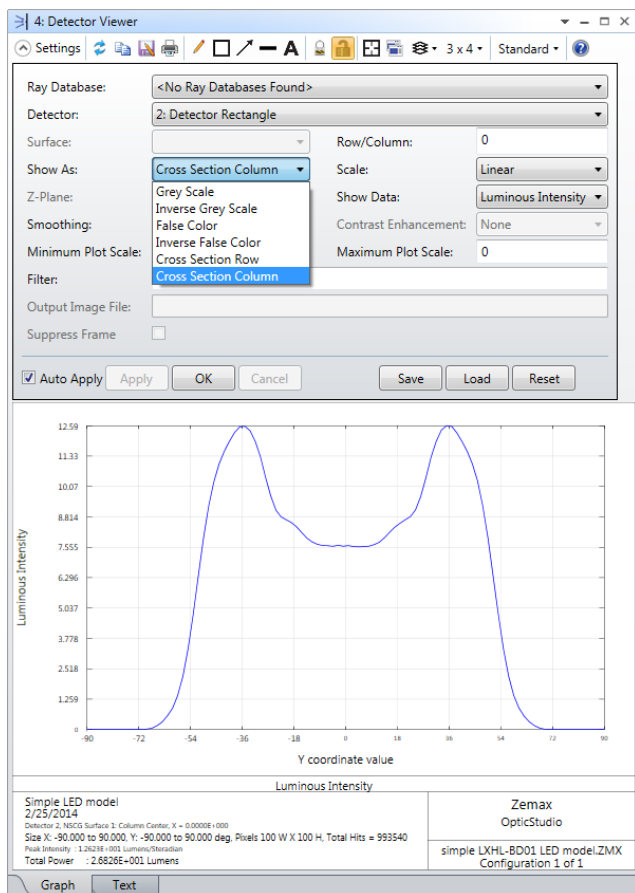 4: Detector Viewer
Settings A 3 x 4 Standard
Ray Database: <No Ray Databases Found>
Detector: 2: Detector Rectangle
Surface: Row/Column: 0
Show As: Cross Section Column Scale: Linear
Grey Scale
Z-Plane: Inverse Grey Scale Show Data: Luminous Intensity
False Color
Smoothing: Contrast Enhancement: None
Inverse False Color
Minimum Plot Scale: Cross Section Row Maximum Plot Scale: 0
Filter: Cross Section Column
Output Image File:
Suppress Frame
Auto Apply Apply OK Cancel Save Load Reset
12.59
11.33
10.07
8.814
7.555
6.296
5.037
3.778
2.518
1.259
0
Luminous Intensity
-90 -72 -54 -36 -18 0 18 36 54 72 90
Y coordinate value
Luminous Intensity
Simple LED model
2/25/2014
Detector 2, NSCG Surface 1: Column Center, X = 0.0000E+000
Size X: -90.000 to 90.000, Y: -90.000 to 90.000 deg, Pixels 100 W X 100 H, Total Hits = 993540
Peak Intensity : 1.2623E+001 Lumens/Steradian
Total Power : 2.6826E+001 Lumens
Zemax
OpticStudio
simple LXHL-BD01 LED model.ZMX
Configuration 1 of 1
Graph Text